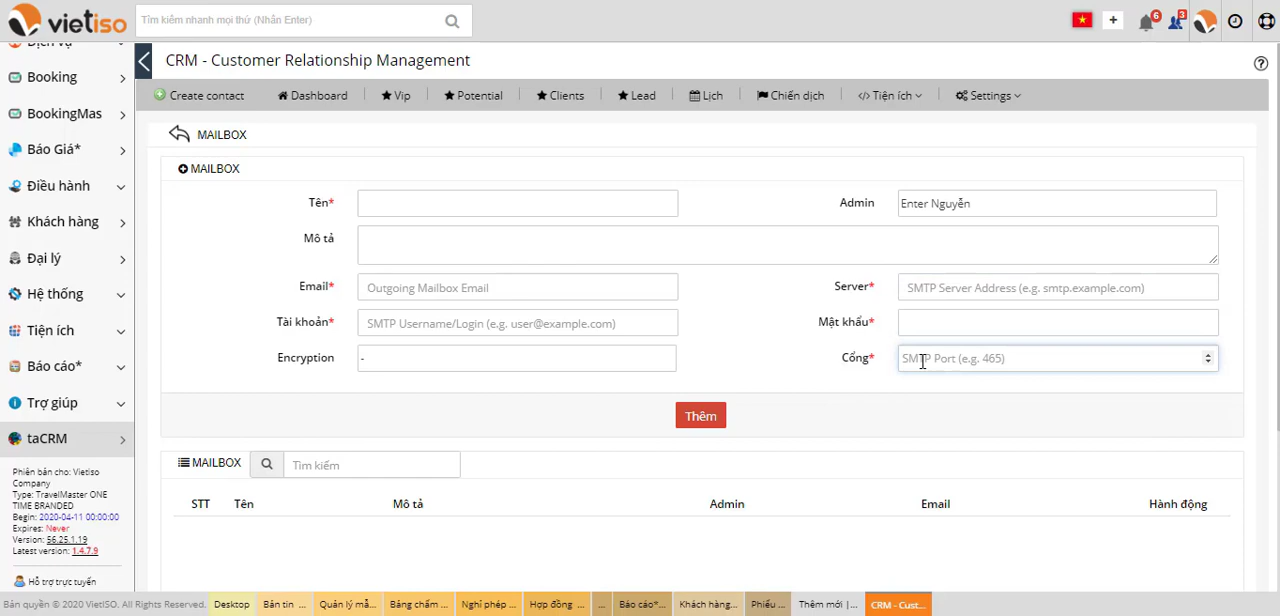 vietiso
Tìm kiếm nhanh mọi thứ (Nhấn Enter)
6
3
Dịch vụ
Booking
BookingMas
Báo Giá*
Điều hành
Khách hàng
Đại lý
Hệ thống
Tiện ích
Báo cáo*
Trợ giúp
taCRM
Phiên bản cho: Vietiso
Company
Type: TravelMaster ONE
TIME BRANDED
Begin: 2020-04-11 00:00:00
Expires: Never
Version: 56.25.1.19
Latest version: 1.4.7.9
Hỗ trợ trực tuyến
CRM - Customer Relationship Management
Create contact
Dashboard
Vip
Potential
Clients
Lead
Lịch
Chiến dịch
</> Tiện ích
Settings
MAILBOX
MAILBOX
Tên*
Admin
Enter Nguyễn
Mô tả
Email*
Outgoing Mailbox Email
Server*
SMTP Server Address (e.g. smtp.example.com)
Tài khoản*
SMTP Username/Login (e.g. user@example.com)
Mật khẩu*
Encryption
-
Cổng*
SMTP Port (e.g. 465)
Thêm
MAILBOX
Tìm kiếm
STT Tên Mô tả Admin Email Hành động
Bản quyền © 2020 VietISO. All Rights Reserved.
Desktop
Bản tin ...
Quản lý mẫ...
Bảng chấm ...
Nghỉ phép ...
Hợp đồng ...
...
Báo cáo*...
Khách hàng...
Phiếu ...
Thêm mới |...
CRM - Cust...